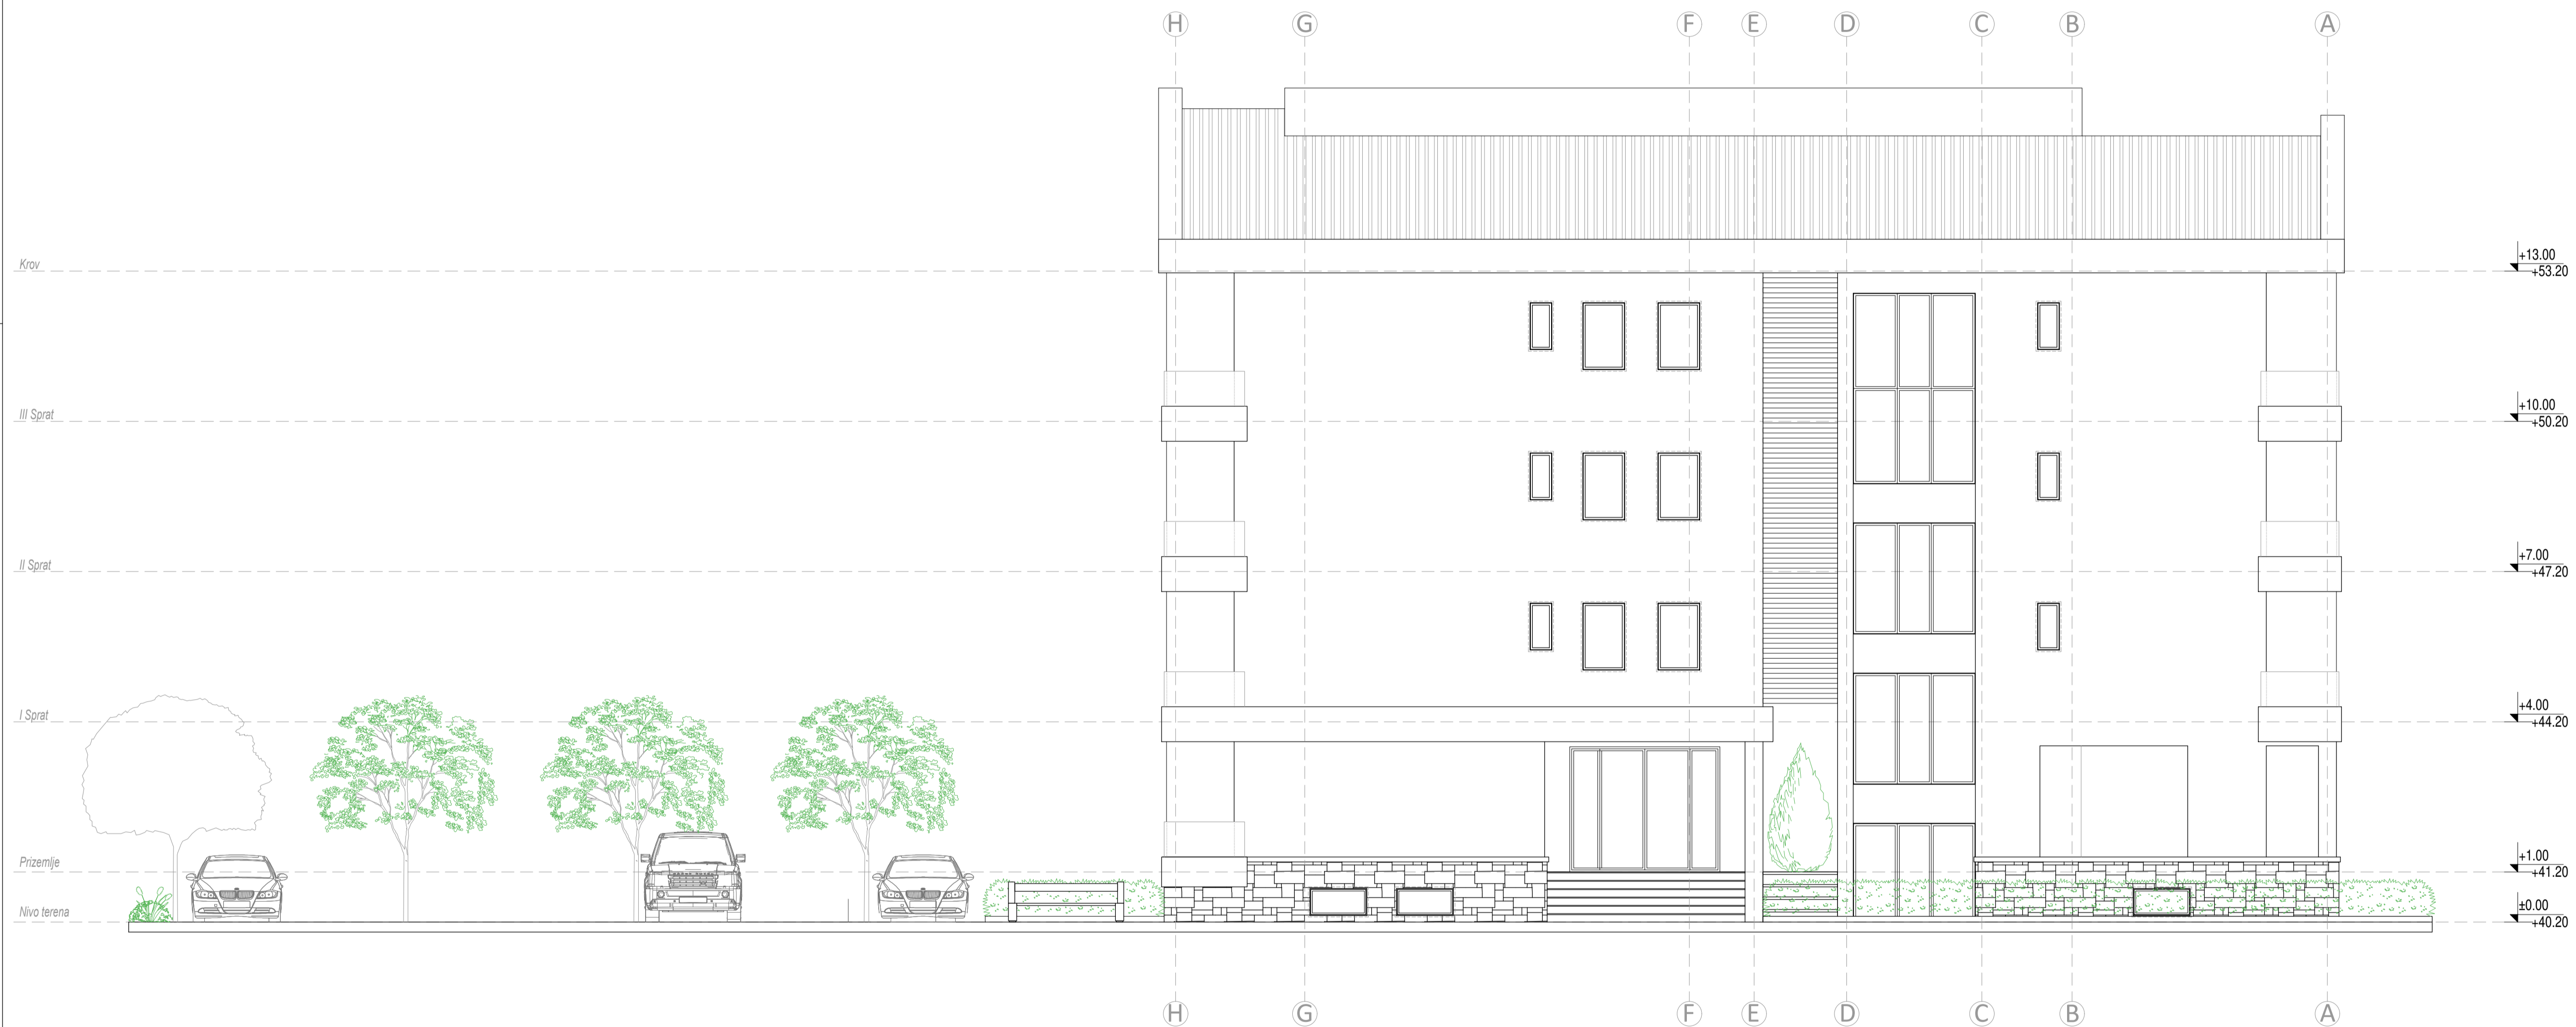 H G F E D C B A
Krov
+13.00
+53.20
III Sprat
+10.00
+50.20
II Sprat
+7.00
+47.20
I Sprat
+4.00
+44.20
Prizemlje
+1.00
+41.20
Nivo terena
±0.00
+40.20
H G F E D C B A